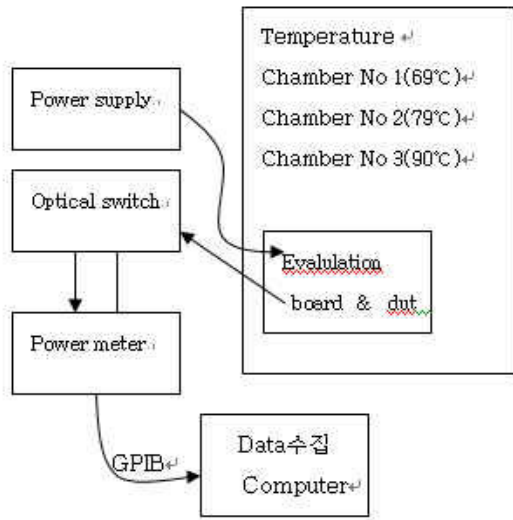 Temperature
Chamber No 1(69℃)
Chamber No 2(79℃)
Chamber No 3(90℃)
Power supply
Optical switch
Evalulation
board & dut
Power meter
GPIB
Data수집
Computer